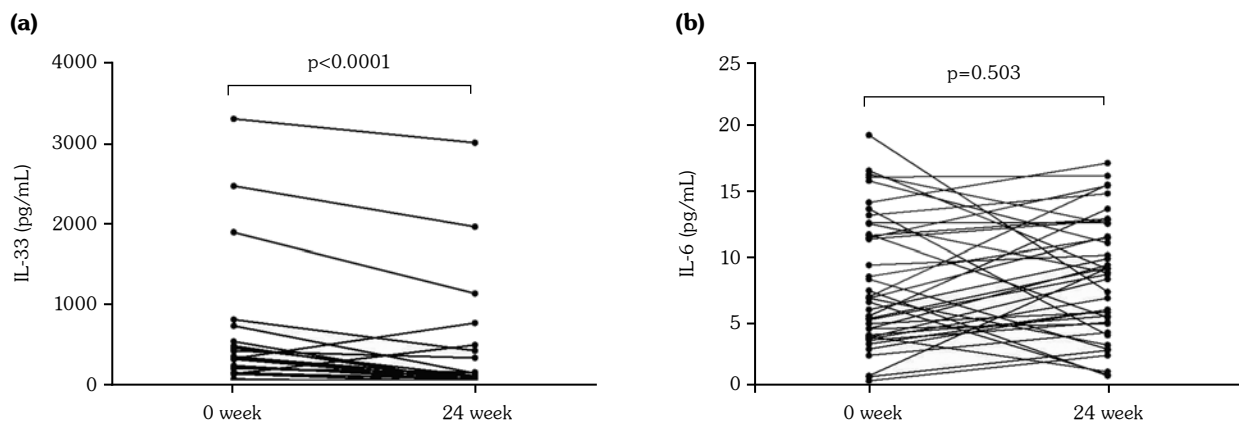 (a)
p<0.0001
4000
3000
2000
1000
0
IL-33 (pg/mL)
0 week
24 week
(b)
p=0.503
25
20
15
10
5
0
IL-6 (pg/mL)
0 week
24 week